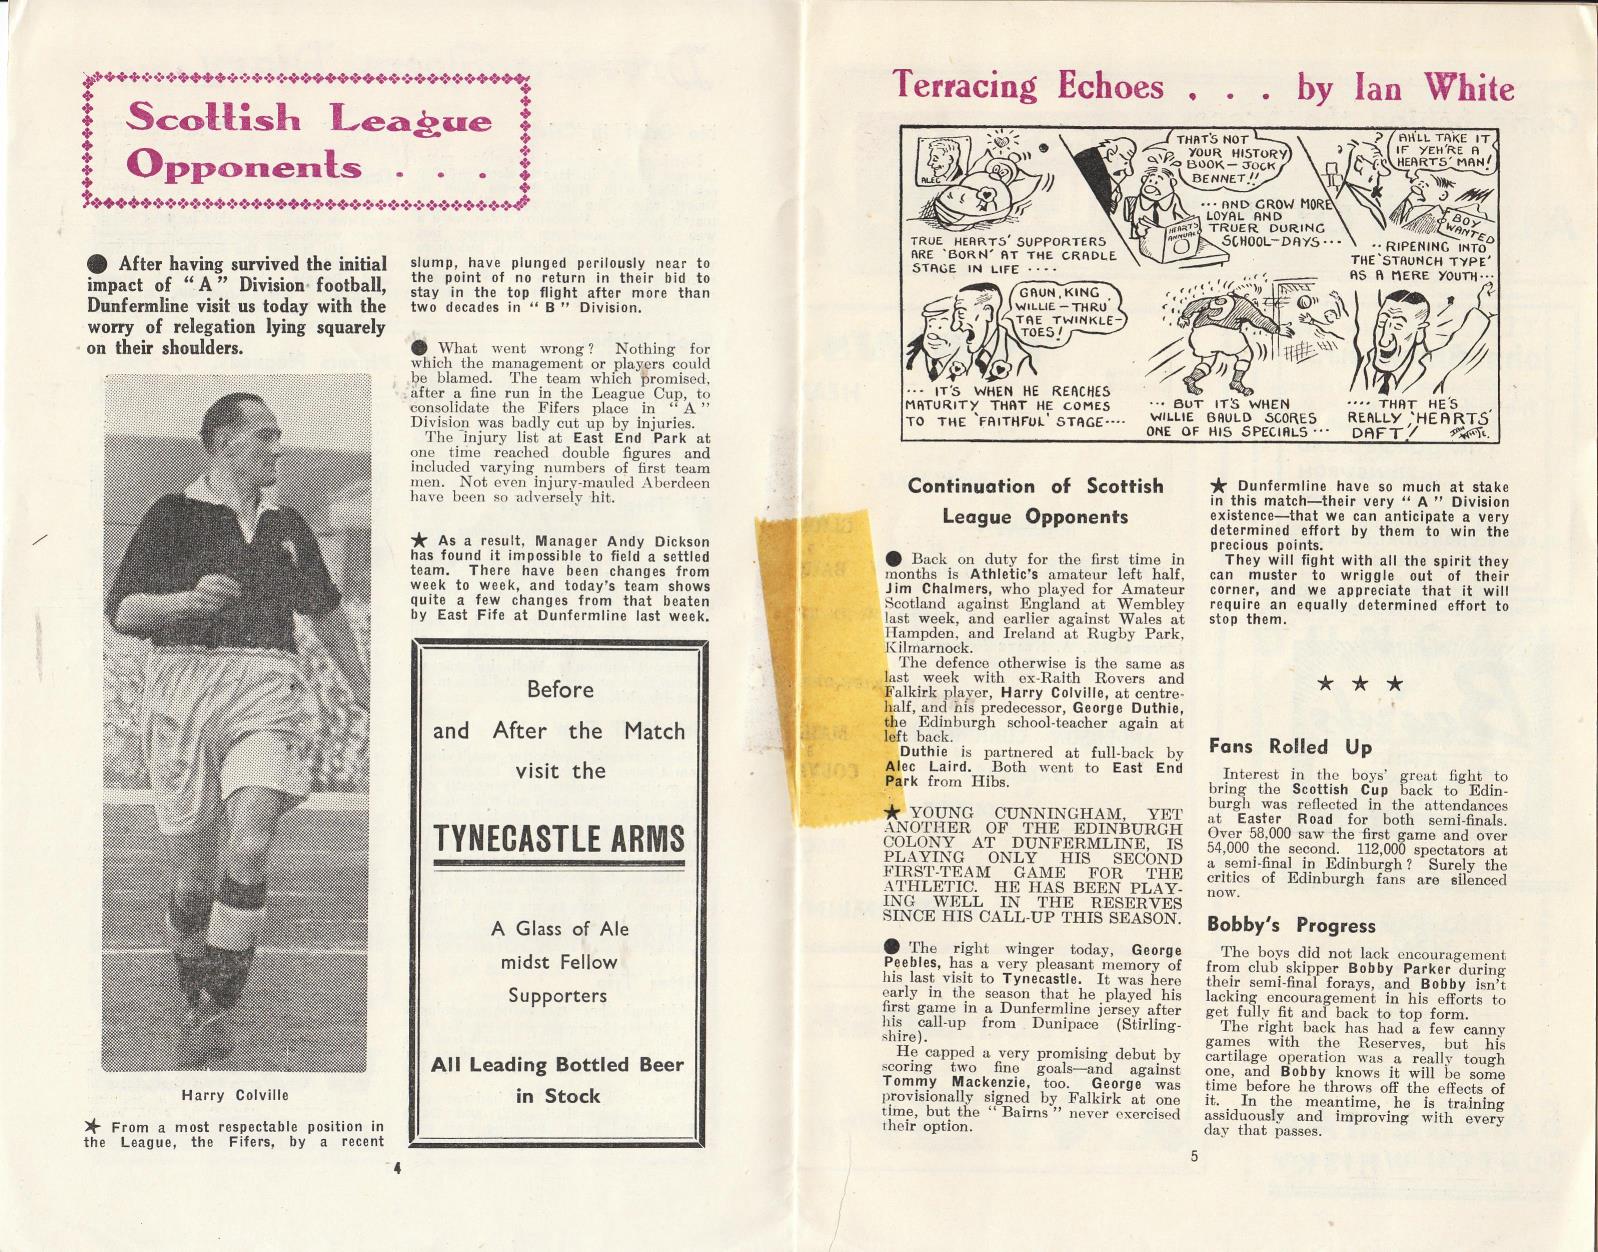 Scottish League
Opponents . . .
● After having survived the initial
impact of “ A ” Division football,
Dunfermline visit us today with the
worry of relegation lying squarely
on their shoulders.
Harry Colville
★ From a most respectable position in
the League, the Fifers, by a recent
slump, have plunged perilously near to
the point of no return in their bid to
stay in the top flight after more than
two decades in “ B ” Division.
● What went wrong? Nothing for
which the management or players could
be blamed. The team which promised,
after a fine run in the League Cup, to
consolidate the Fifers place in “ A ”
Division was badly cut up by injuries.
The injury list at East End Park at
one time reached double figures and
included varying numbers of first team
men. Not even injury-mauled Aberdeen
have been so adversely hit.
★ As a result, Manager Andy Dickson
has found it impossible to field a settled
team. There have been changes from
week to week, and today's team shows
quite a few changes from that beaten
by East Fife at Dunfermline last week.
Before
and After the Match
visit the
TYNECASTLE ARMS
A Glass of Ale
midst Fellow
Supporters
All Leading Bottled Beer
in Stock
4
Terracing Echoes . . . by Ian White
ALEC
TRUE HEARTS' SUPPORTERS
ARE 'BORN' AT THE CRADLE
STAGE IN LIFE ....
THAT'S NOT
YOUR HISTORY
BOOK – JOCK
BENNET!!
HEARTS
ANNUAL
... AND GROW MORE
LOYAL AND
TRUER DURING
SCHOOL-DAYS ...
AH'LL TAKE IT
IF YEH'RE A
HEARTS' MAN!
BOY
WANTED
.. RIPENING INTO
THE 'STAUNCH TYPE'
AS A MERE YOUTH...
GAUN, KING
WILLIE – THRU
TAE TWINKLE-
TOES!
... IT'S WHEN HE REACHES
MATURITY THAT HE COMES
TO THE 'FAITHFUL' STAGE....
... BUT IT'S WHEN
WILLIE BAULD SCORES
ONE OF HIS SPECIALS ...
.... THAT HE'S
REALLY 'HEARTS'
DAFT!
IAN WHITE.
Continuation of Scottish
League Opponents
● Back on duty for the first time in
months is Athletic's amateur left half,
Jim Chalmers, who played for Amateur
Scotland against England at Wembley
last week, and earlier against Wales at
Hampden, and Ireland at Rugby Park,
Kilmarnock.
The defence otherwise is the same as
last week with ex-Raith Rovers and
Falkirk player, Harry Colville, at centre-
half, and his predecessor, George Duthie,
the Edinburgh school-teacher again at
left back.
Duthie is partnered at full-back by
Alec Laird. Both went to East End
Park from Hibs.
★ YOUNG CUNNINGHAM, YET
ANOTHER OF THE EDINBURGH
COLONY AT DUNFERMLINE, IS
PLAYING ONLY HIS SECOND
FIRST-TEAM GAME FOR THE
ATHLETIC. HE HAS BEEN PLAY-
ING WELL IN THE RESERVES
SINCE HIS CALL-UP THIS SEASON.
● The right winger today, George
Peebles, has a very pleasant memory of
his last visit to Tynecastle. It was here
early in the season that he played his
first game in a Dunfermline jersey after
his call-up from Dunipace (Stirling-
shire).
He capped a very promising debut by
scoring two fine goals—and against
Tommy Mackenzie, too. George was
provisionally signed by Falkirk at one
time, but the “ Bairns ” never exercised
their option.
★ Dunfermline have so much at stake
in this match—their very “ A ” Division
existence—that we can anticipate a very
determined effort by them to win the
precious points.
They will fight with all the spirit they
can muster to wriggle out of their
corner, and we appreciate that it will
require an equally determined effort to
stop them.
★ ★ ★
Fans Rolled Up
Interest in the boys' great fight to
bring the Scottish Cup back to Edin-
burgh was reflected in the attendances
at Easter Road for both semi-finals.
Over 58,000 saw the first game and over
54,000 the second. 112,000 spectators at
a semi-final in Edinburgh? Surely the
critics of Edinburgh fans are silenced
now.
Bobby's Progress
The boys did not lack encouragement
from club skipper Bobby Parker during
their semi-final forays, and Bobby isn't
lacking encouragement in his efforts to
get fully fit and back to top form.
The right back has had a few canny
games with the Reserves, but his
cartilage operation was a really tough
one, and Bobby knows it will be some
time before he throws off the effects of
it. In the meantime, he is training
assiduously and improving with every
day that passes.
5